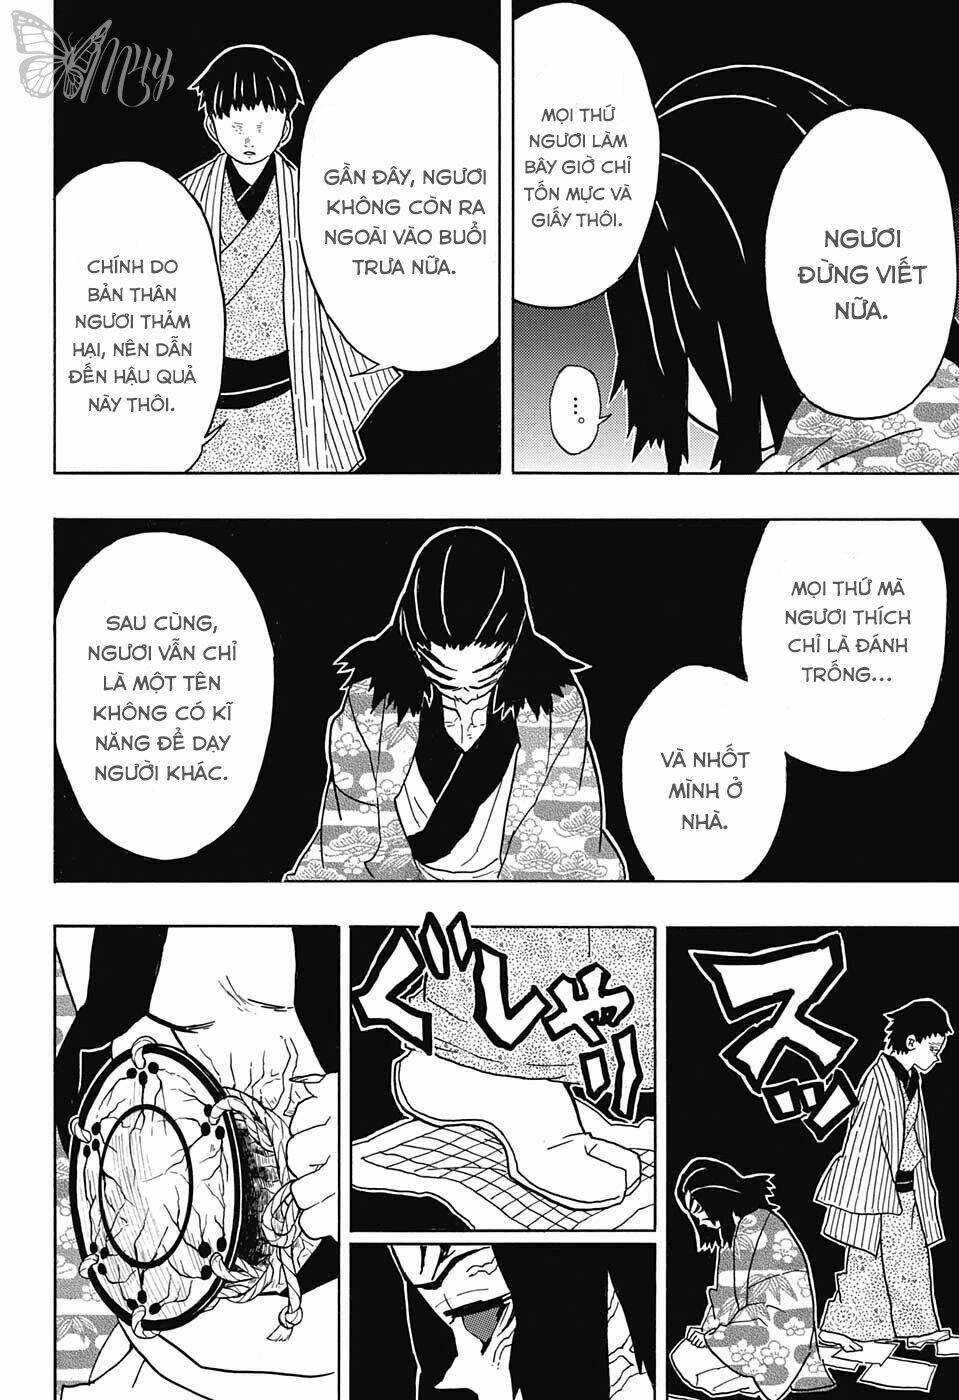 NGƯƠI
ĐỪNG VIẾT
NỮA.
MỌI THỨ
NGƯƠI LÀM
BÂY GIỜ CHỈ
TỐN MỰC VÀ
GIẤY THÔI.
…。
GẦN ĐÂY, NGƯƠI
KHÔNG CÒN RA
NGOÀI VÀO BUỔI
TRƯA NỮA.
CHÍNH DO
BẢN THÂN
NGƯƠI THẢM
HẠI, NÊN DẪN
ĐẾN HẬU QUẢ
NÀY THÔI.
MỌI THỨ MÀ
NGƯƠI THÍCH
CHỈ LÀ ĐÁNH
TRỐNG...
VÀ NHỐT
MÌNH Ở
NHÀ.
SAU CÙNG,
NGƯƠI VẪN CHỈ
LÀ MỘT TÊN
KHÔNG CÓ KĨ
NĂNG ĐỂ DẠY
NGƯỜI KHÁC.
スッ
ぐしゃり